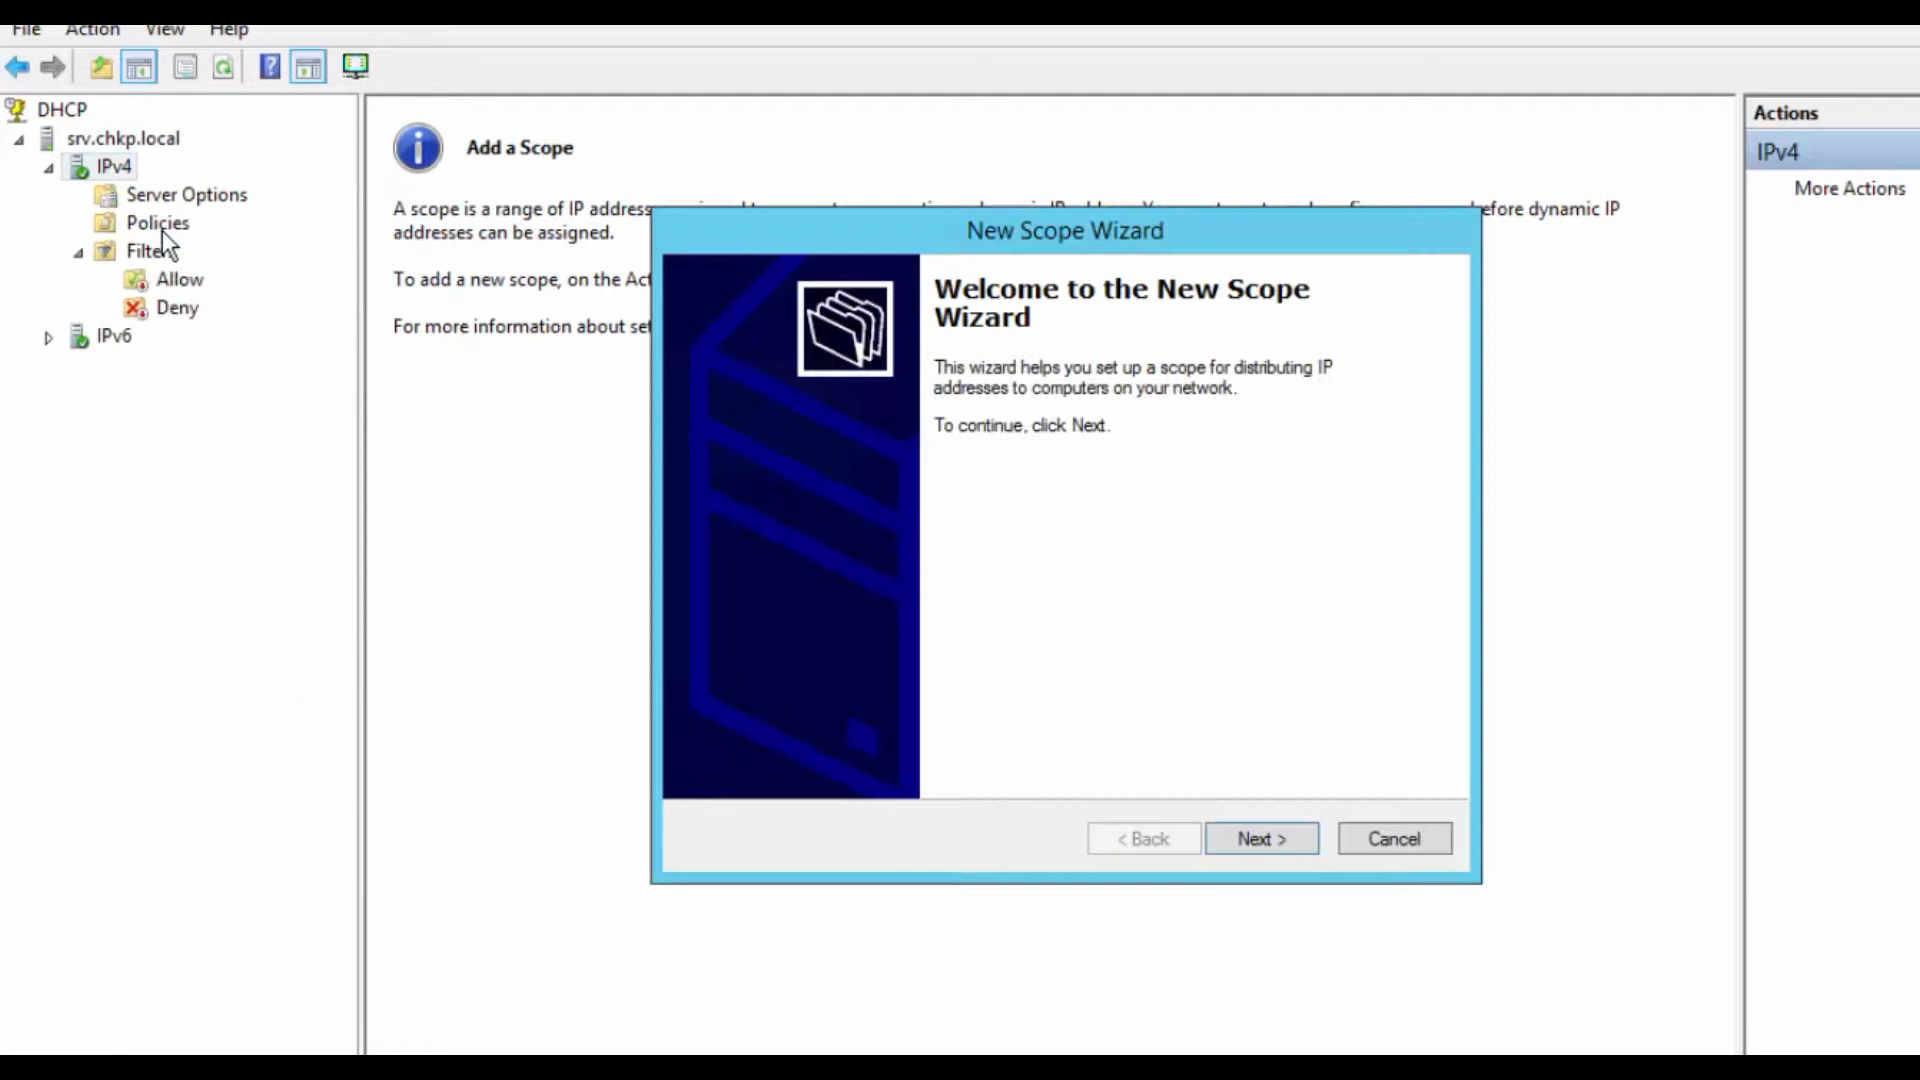 File Action View Help
DHCP
srv.chkp.local
IPv4
Server Options
Policies
Filters
Allow
Deny
IPv6
Add a Scope
A scope is a range of IP address
efore dynamic IP
addresses can be assigned.
To add a new scope, on the Act
For more information about set
New Scope Wizard
Welcome to the New Scope
Wizard
This wizard helps you set up a scope for distributing IP
addresses to computers on your network.
To continue, click Next.
< Back
Next >
Cancel
Actions
IPv4
More Actions